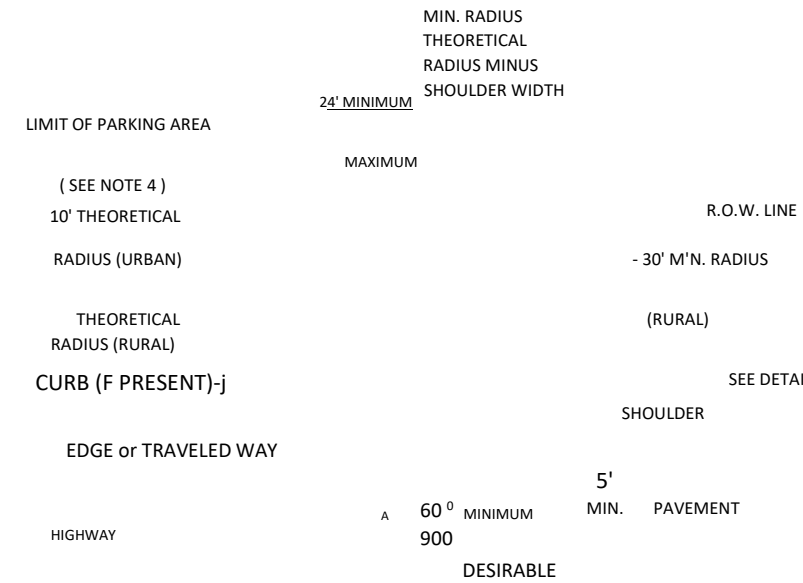 MIN. RADIUS
THEORETICAL
RADIUS MINUS
SHOULDER WIDTH
24' MINIMUM
LIMIT OF PARKING AREA
MAXIMUM
( SEE NOTE 4 )
10' THEORETICAL
R.O.W. LINE
RADIUS (URBAN)
- 30' M'N. RADIUS
THEORETICAL
(RURAL)
RADIUS (RURAL)
CURB (F PRESENT)-j
SEE DETAI
SHOULDER
EDGE or TRAVELED WAY
5'
A 60 ⁰ MINIMUM
MIN. PAVEMENT
HIGHWAY
900
DESIRABLE